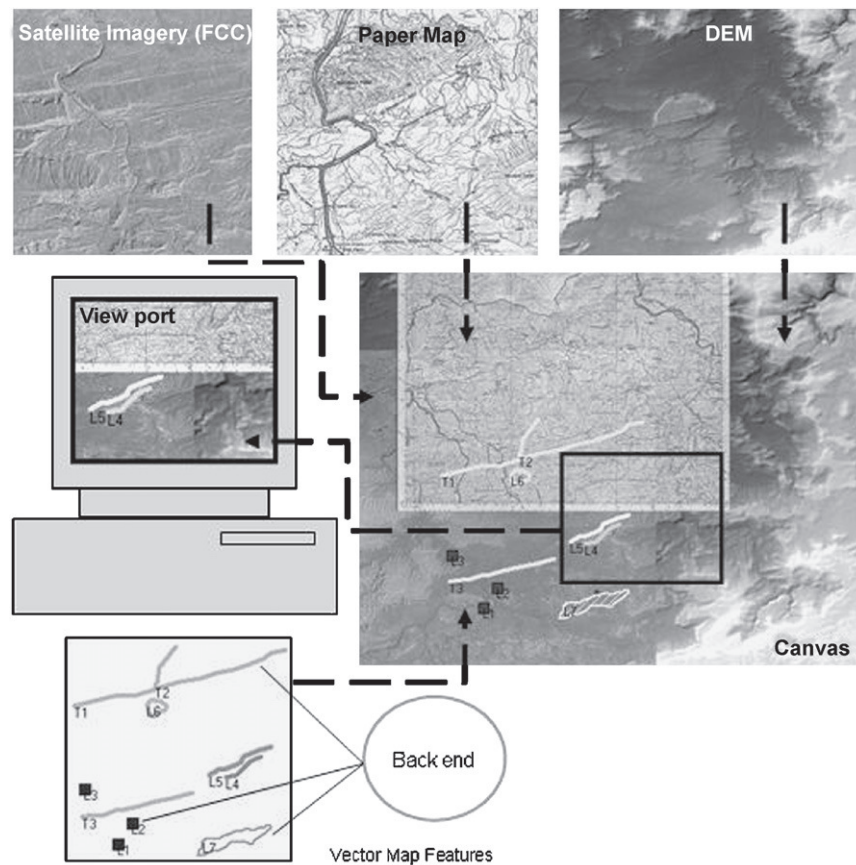 Satellite Imagery (FCC)
Paper Map
DEM
View port
L5 L4
T1
T2
L6
L5 L4
L3
T3
L2
L1
L7
Canvas
T1
T2
L6
L5 L4
L3
T3
L2
L1
L7
Back end
Vector Map Features